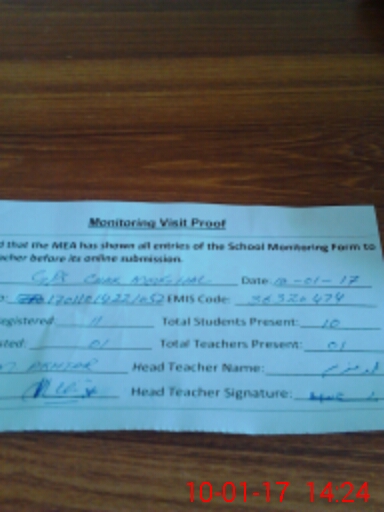 Monitoring Visit Proof
d that the MEA has shown all entries of the School Monitoring Form to
acher before its online submission.
GPS Date: 10-01-17
EMIS Code:
egistered: 11 Total Students Present: 10
sted: 01 Total Teachers Present: 01
Head Teacher Name:
Head Teacher Signature:
10-01-17 14:24